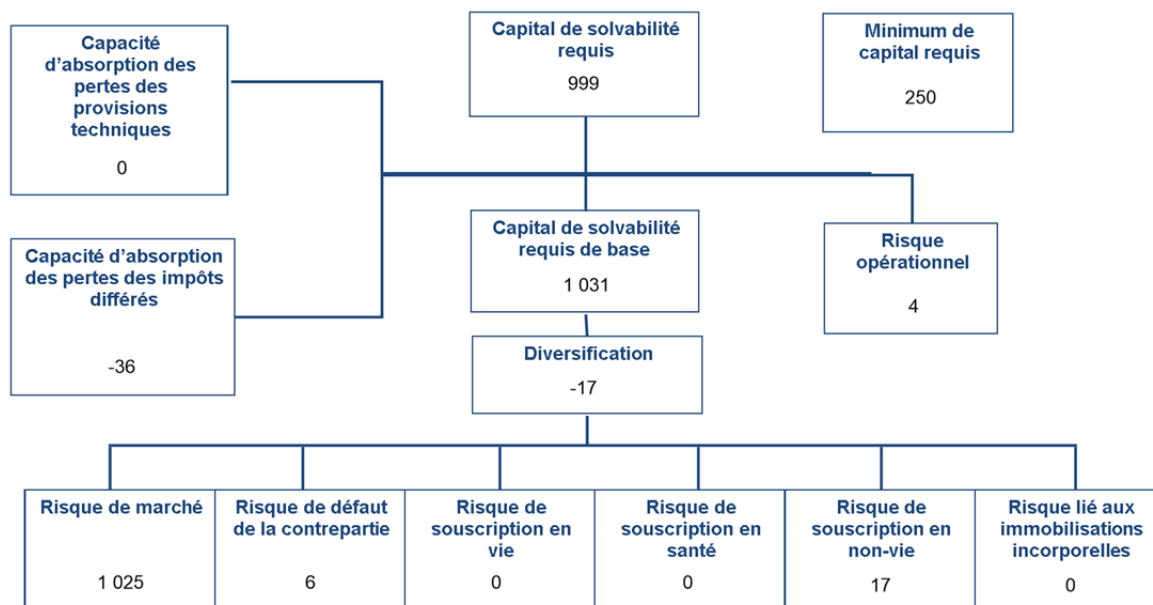 Capacité
d’absorption des
pertes des
provisions
techniques
0
Capital de solvabilité
requis
999
Minimum de
capital requis
250
Capacité d’absorption
des pertes des impôts
différés
-36
Capital de solvabilité
requis de base
1 031
Risque
opérationnel
4
Diversification
-17
Risque de marché
1 025
Risque de défaut
de la contrepartie
6
Risque de
souscription en
vie
0
Risque de
souscription en
santé
0
Risque de
souscription en
non-vie
17
Risque lié aux
immobilisations
incorporelles
0